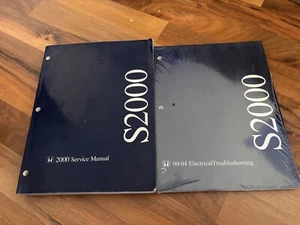 S2000
2000 Service Manual
S2000
00-04 Electrical Troubleshooting